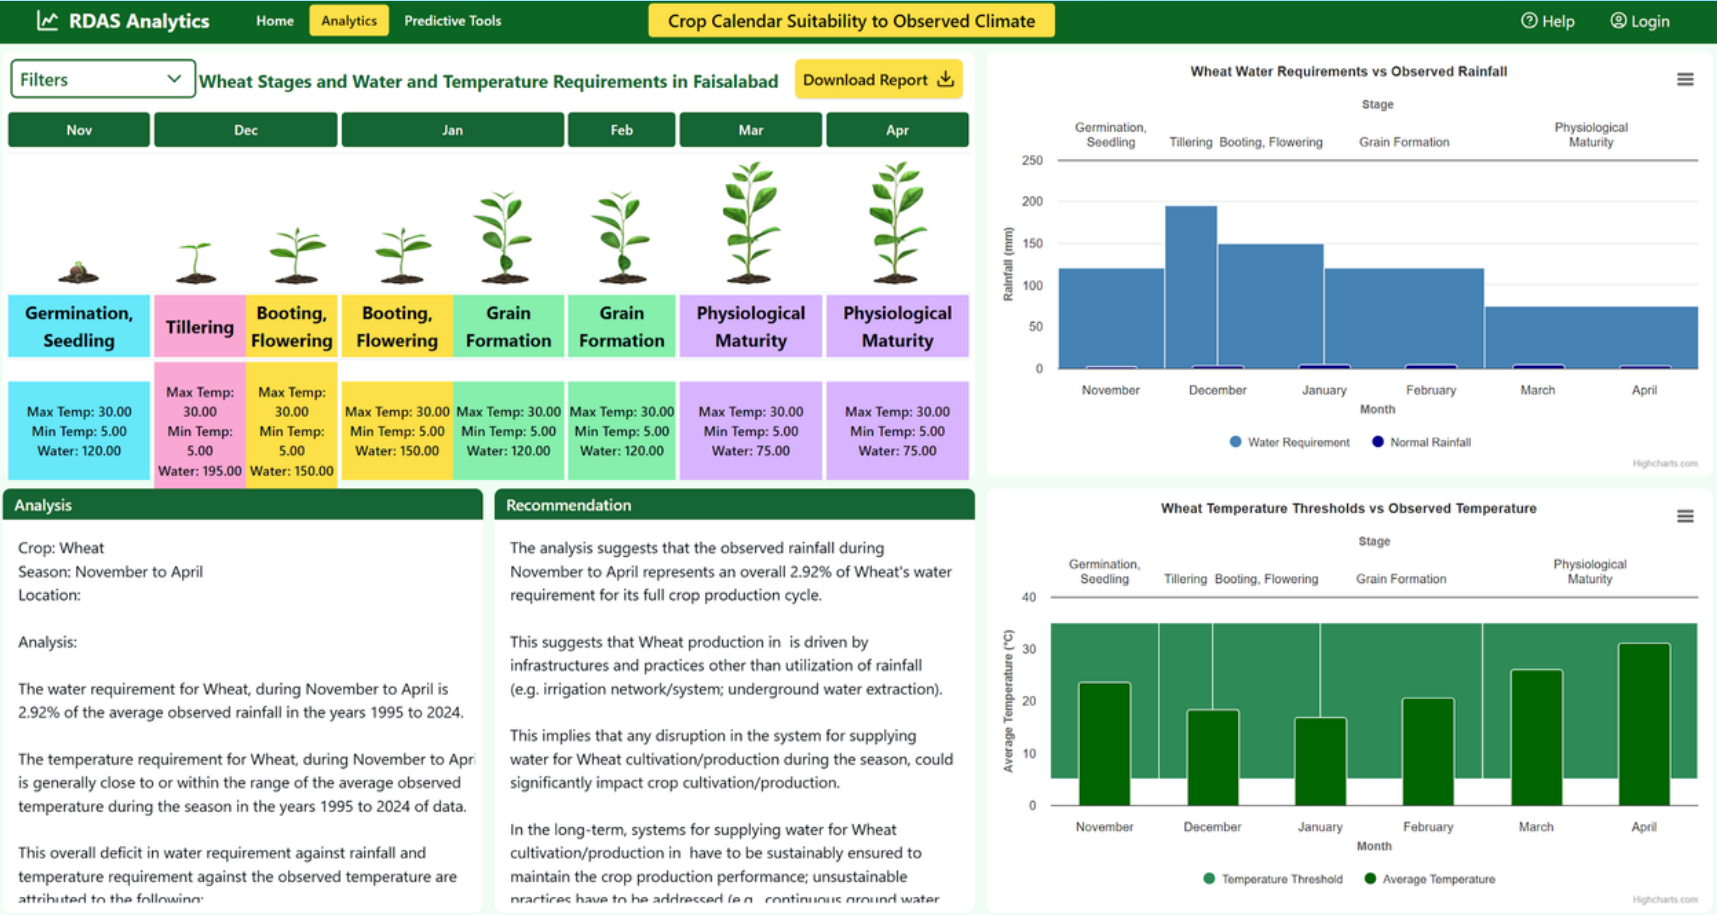 RDAS Analytics
Home
Analytics
Predictive Tools
Crop Calendar Suitability to Observed Climate
Help
Login
Filters
Wheat Stages and Water and Temperature Requirements in Faisalabad
Download Report
Nov
Dec
Jan
Feb
Mar
Apr
Germination,
Seedling
Tillering
Booting,
Flowering
Booting,
Flowering
Grain
Formation
Grain
Formation
Physiological
Maturity
Physiological
Maturity
Max Temp: 30.00
Min Temp: 5.00
Water: 120.00
Max Temp:
30.00
Min Temp:
5.00
Water: 195.00
Max Temp:
30.00
Min Temp:
5.00
Water: 150.00
Max Temp: 30.00
Min Temp: 5.00
Water: 150.00
Max Temp: 30.00
Min Temp: 5.00
Water: 120.00
Max Temp: 30.00
Min Temp: 5.00
Water: 120.00
Max Temp: 30.00
Min Temp: 5.00
Water: 75.00
Max Temp: 30.00
Min Temp: 5.00
Water: 75.00
Analysis
Crop: Wheat
Season: November to April
Location:
Analysis:
The water requirement for Wheat, during November to April is
2.92% of the average observed rainfall in the years 1995 to 2024.
The temperature requirement for Wheat, during November to Apr
is generally close to or within the range of the average observed
temperature during the season in the years 1995 to 2024 of data.
This overall deficit in water requirement against rainfall and
temperature requirement against the observed temperature are
attributed to the following:
Recommendation
The analysis suggests that the observed rainfall during
November to April represents an overall 2.92% of Wheat's water
requirement for its full crop production cycle.
This suggests that Wheat production in is driven by
infrastructures and practices other than utilization of rainfall
(e.g. irrigation network/system; underground water extraction).
This implies that any disruption in the system for supplying
water for Wheat cultivation/production during the season, could
significantly impact crop cultivation/production.
In the long-term, systems for supplying water for Wheat
cultivation/production in have to be sustainably ensured to
maintain the crop production performance; unsustainable
practices have to be addressed (e.g., continuous ground water
Wheat Water Requirements vs Observed Rainfall
Stage
Germination,
Seedling
Tillering
Booting, Flowering
Grain Formation
Physiological
Maturity
250
200
150
100
50
0
Rainfall (mm)
November
December
January
February
March
April
Month
Water Requirement
Normal Rainfall
Highcharts.com
Wheat Temperature Thresholds vs Observed Temperature
Stage
Germination,
Seedling
Tillering
Booting, Flowering
Grain Formation
Physiological
Maturity
40
30
20
10
0
Average Temperature (°C)
November
December
January
February
March
April
Month
Temperature Threshold
Average Temperature
Highcharts.com